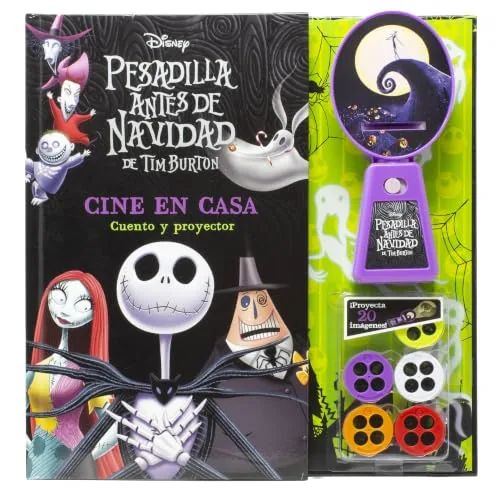 Disney
PESADILLA
ANTES DE
NAVIDAD
DE TIM BURTON
CINE EN CASA
Cuento y proyector
Disney
PESADILLA
ANTES DE
NAVIDAD
DE TIM BURTON
¡Proyecta
20
imágenes!